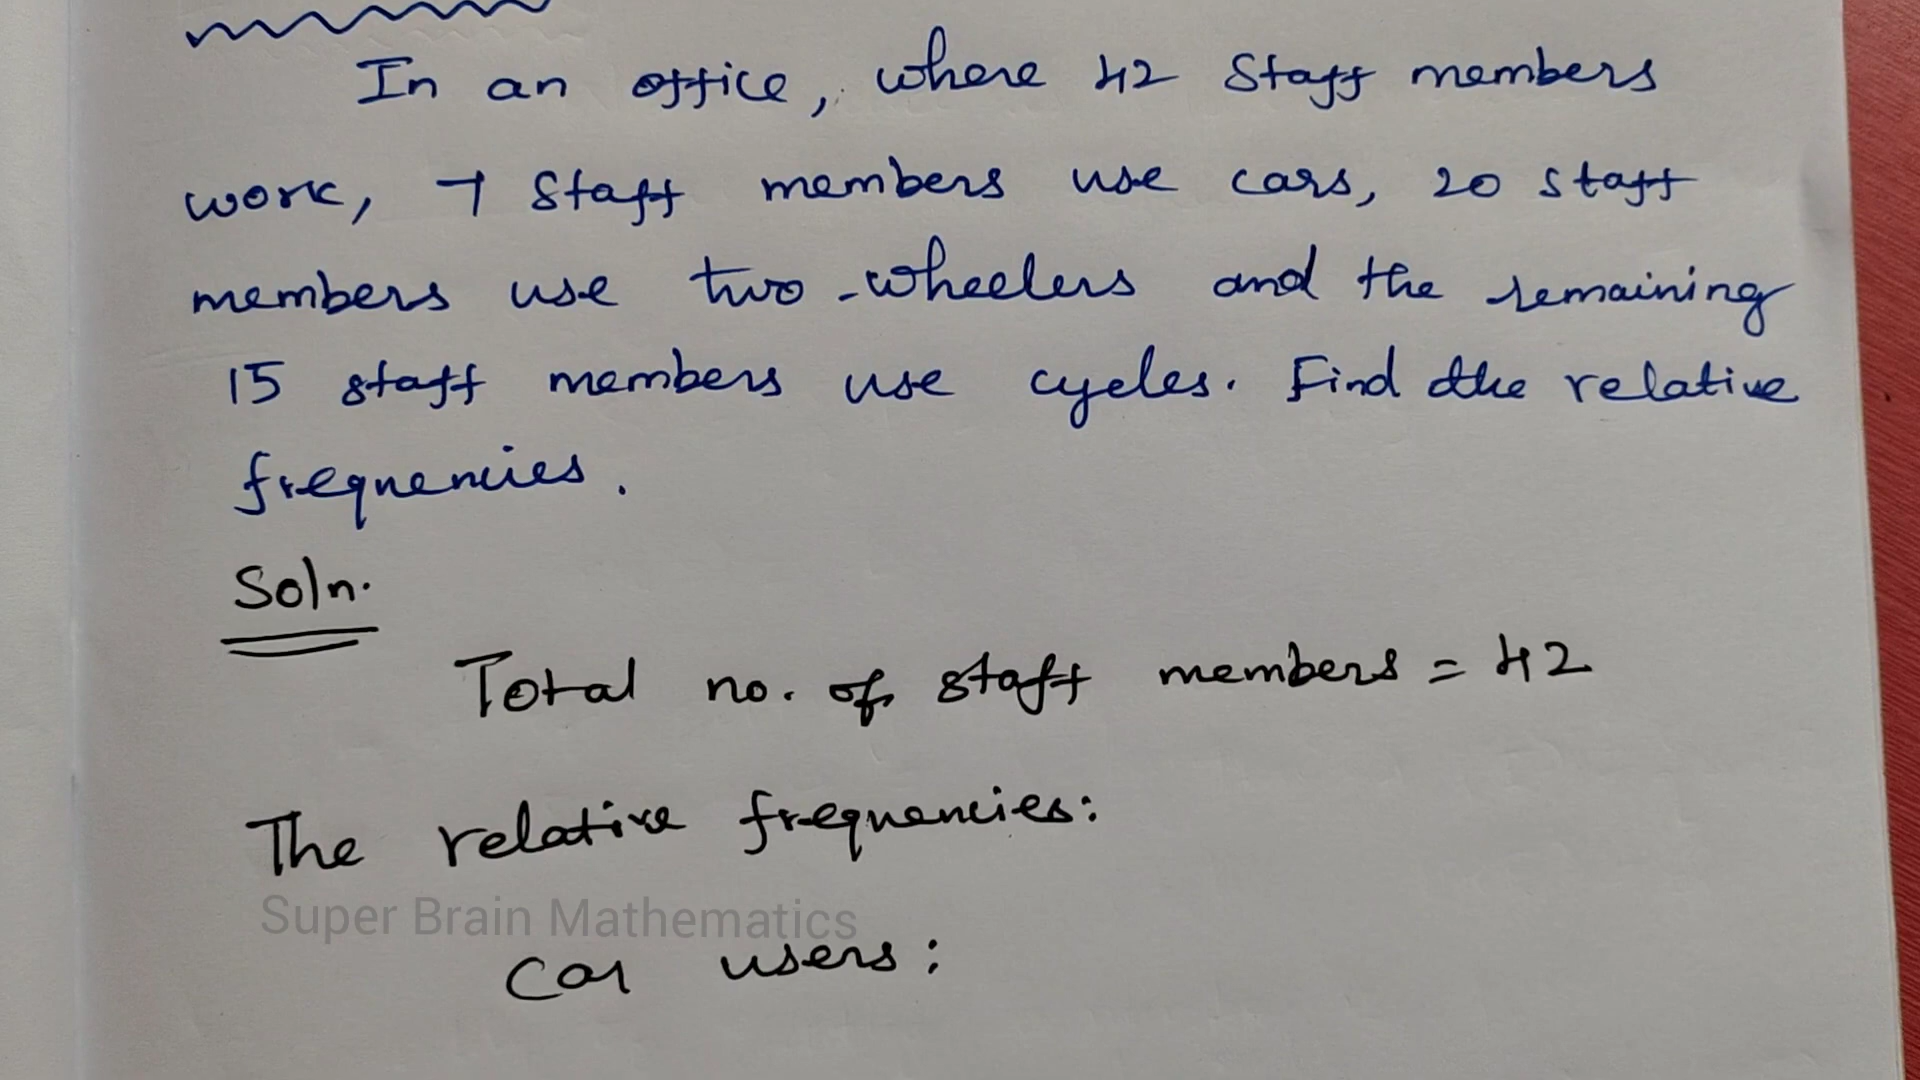 In an office, where 42 Staff members
work, 7 Staff members use cars, 20 staff
members use two-wheelers and the remaining
15 staff members use cycles. Find the relative
frequencies.
Soln.
Total no. of staff members = 42
The relative frequencies:
Super Brain Mathematics
Car users: